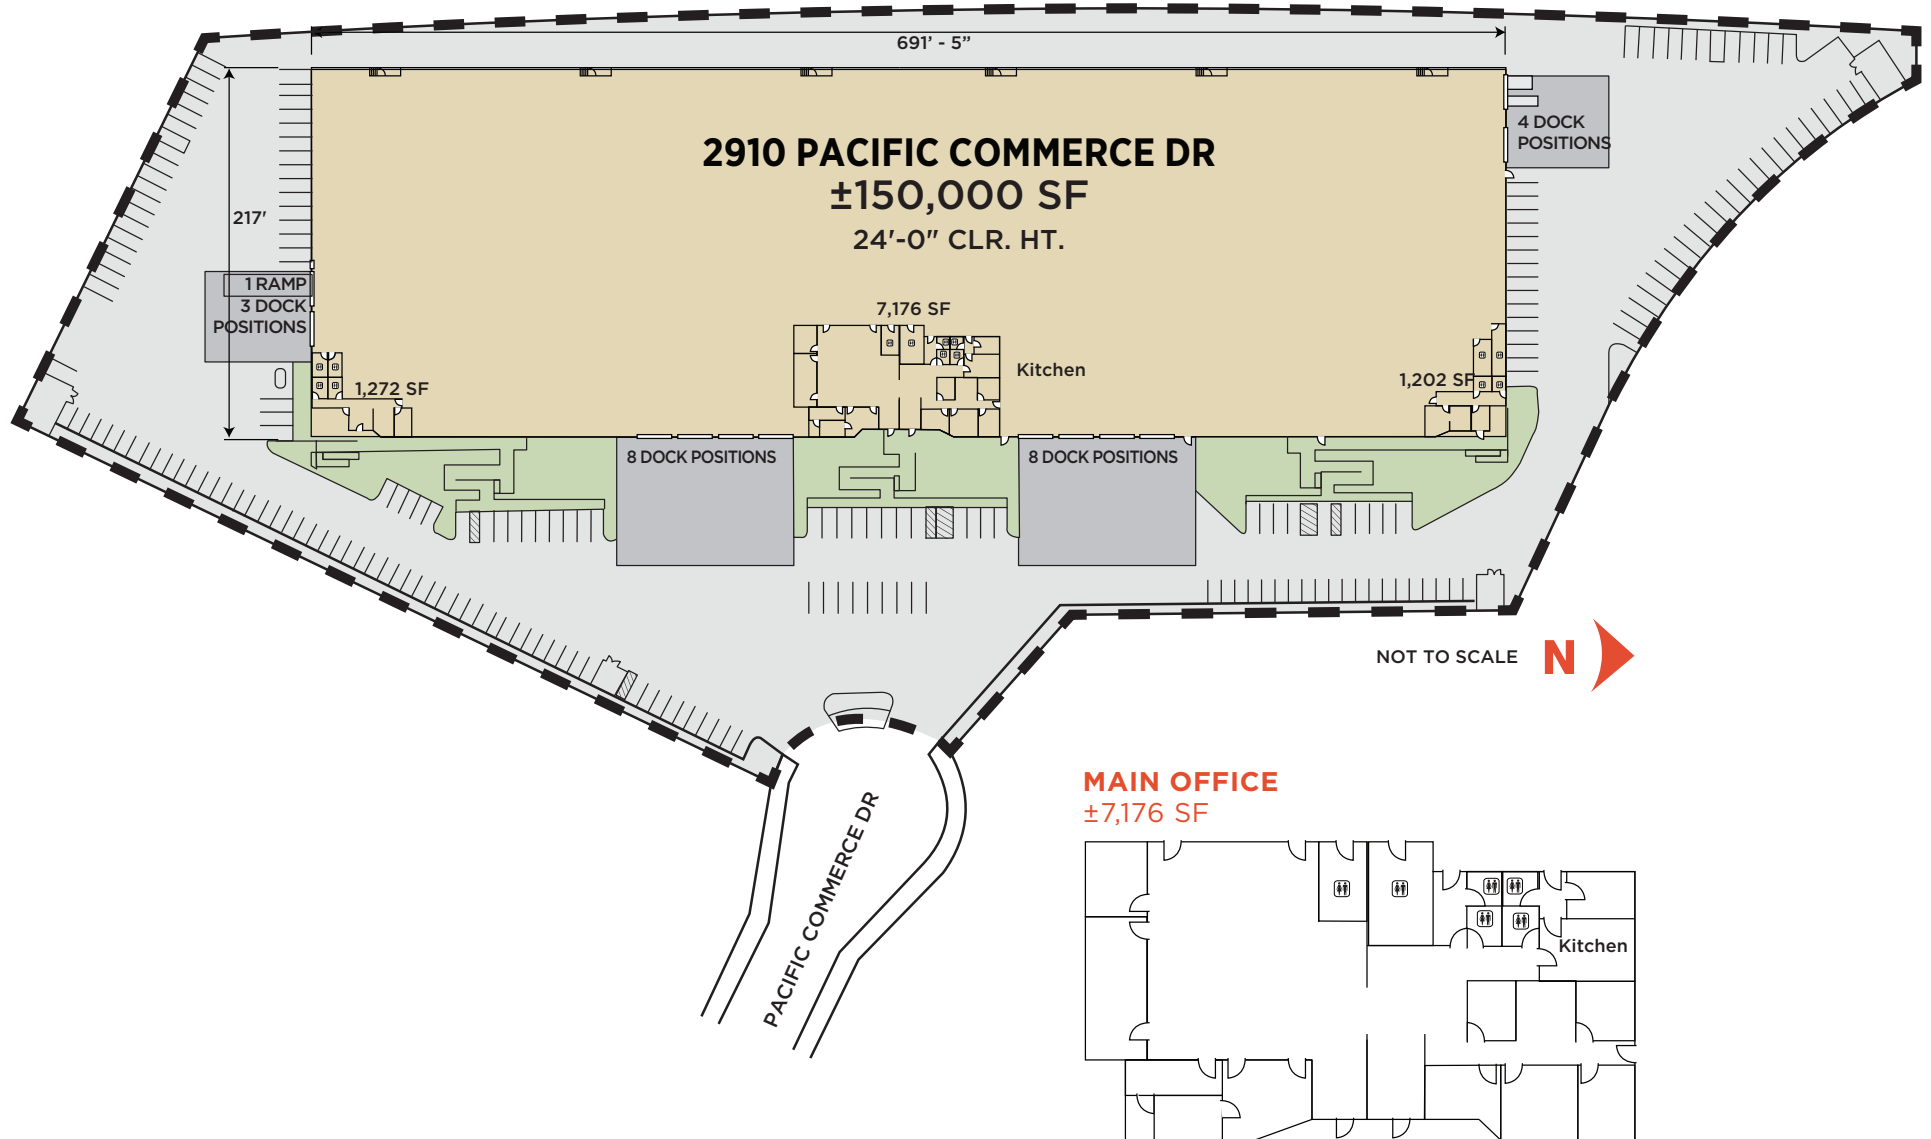 691' - 5”
2910 PACIFIC COMMERCE DR
±150,000 SF
24'-0" CLR. HT.
4 DOCK
POSITIONS
217'
1 RAMP
3 DOCK
POSITIONS
7,176 SF
Kitchen
1,272 SF
1,202 SF
8 DOCK POSITIONS
8 DOCK POSITIONS
NOT TO SCALE
N
PACIFIC COMMERCE DR
MAIN OFFICE
±7,176 SF
Kitchen